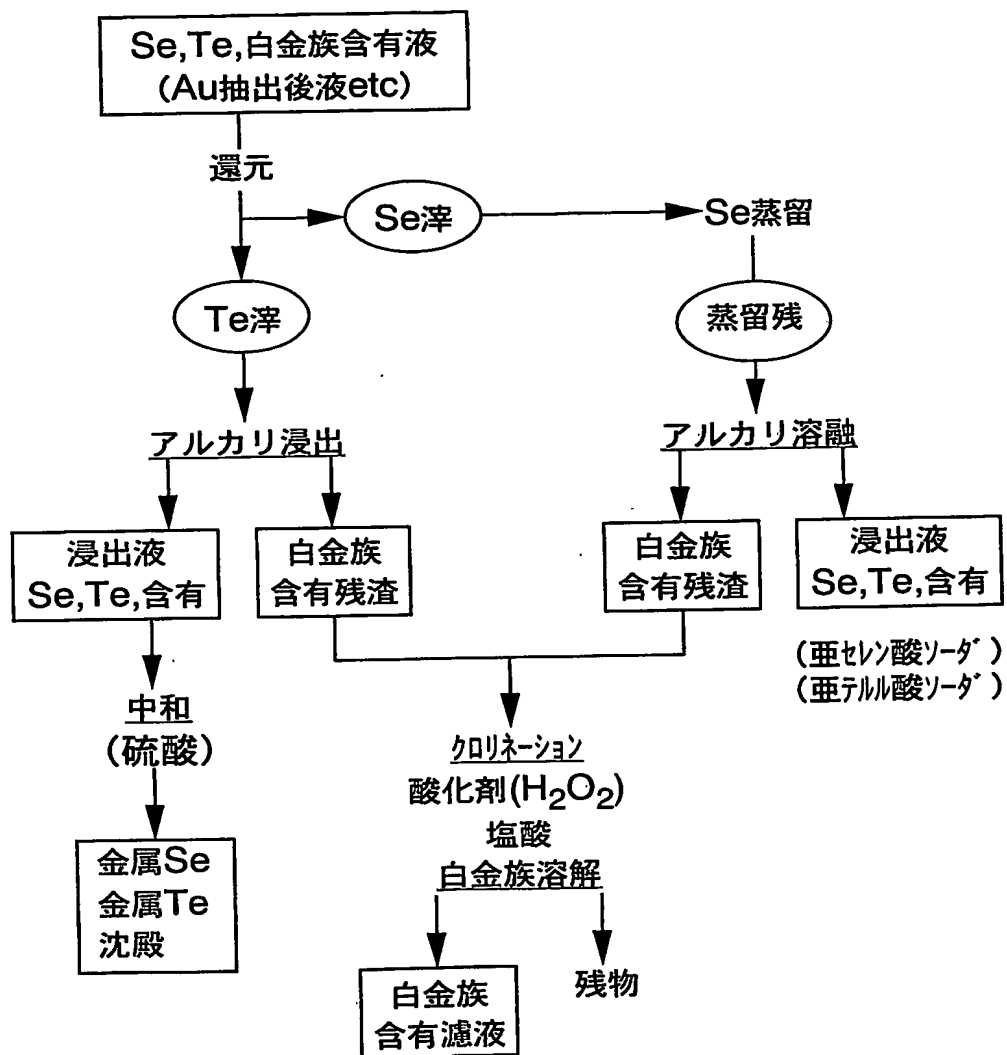 Se,Te,白金族含有液
(Au抽出後液etc)
還元
Se滓
Se蒸留
Te滓
蒸留残
アルカリ浸出
アルカリ溶融
浸出液
Se,Te,含有
白金族
含有残渣
白金族
含有残渣
浸出液
Se,Te,含有
(亜セレン酸ソーダ)
(亜テルル酸ソーダ)
中和
(硫酸)
クロリネーション
酸化剤(H₂O₂)
塩酸
白金族溶解
金属Se
金属Te
沈殿
白金族
含有濾液
残物